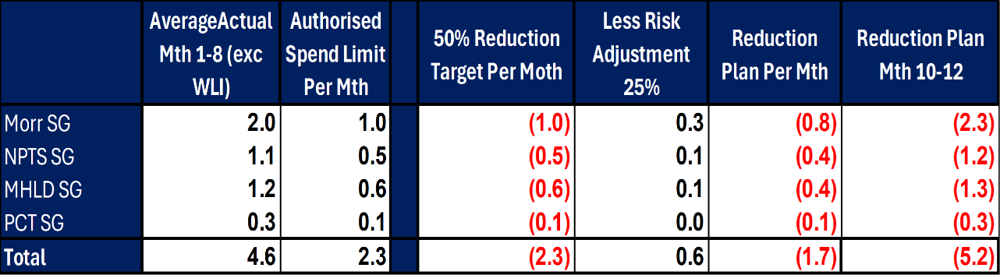 AverageActual Mth 1-8 (exc WLI) Authorised Spend Limit Per Mth 50% Reduction Target Per Moth Less Risk Adjustment 25% Reduction Plan Per Mth Reduction Plan Mth 10-12
Morr SG 2.0 1.0 (1.0) 0.3 (0.8) (2.3)
NPTS SG 1.1 0.5 (0.5) 0.1 (0.4) (1.2)
MHLD SG 1.2 0.6 (0.6) 0.1 (0.4) (1.3)
PCT SG 0.3 0.1 (0.1) 0.0 (0.1) (0.3)
Total 4.6 2.3 (2.3) 0.6 (1.7) (5.2)